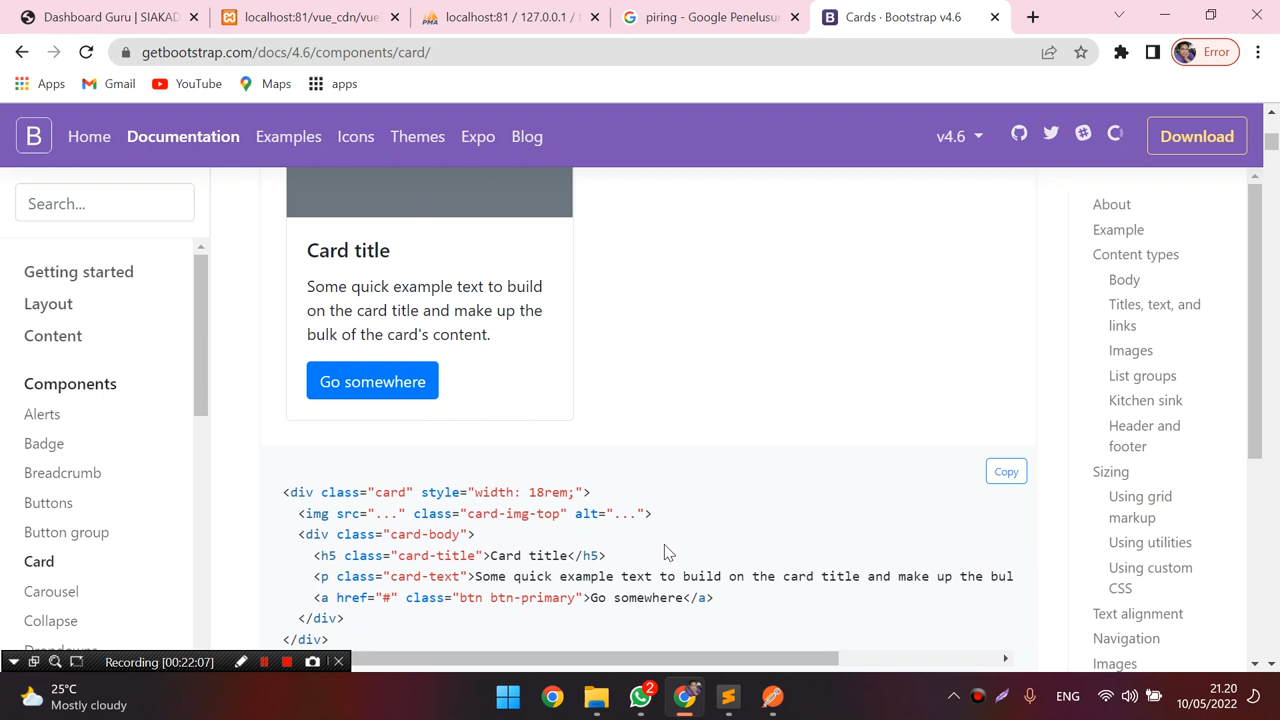 Dashboard Guru | SIAKAD
localhost:81/vue_cdn/vue
localhost:81 / 127.0.0.1 /
piring - Google Penelusur
Cards · Bootstrap v4.6
getbootstrap.com/docs/4.6/components/card/
Error
Apps
Gmail
YouTube
Maps
apps
B
Home
Documentation
Examples
Icons
Themes
Expo
Blog
v4.6
Download
Search...
Getting started
Layout
Content
Components
Alerts
Badge
Breadcrumb
Buttons
Button group
Card
Carousel
Collapse
Dropdowns
Card title
Some quick example text to build
on the card title and make up the
bulk of the card's content.
Go somewhere
Copy
<div class="card" style="width: 18rem;">
<img src="..." class="card-img-top" alt="...">
<div class="card-body">
<h5 class="card-title">Card title</h5>
<p class="card-text">Some quick example text to build on the card title and make up the bul
<a href="#" class="btn btn-primary">Go somewhere</a>
</div>
</div>
About
Example
Content types
Body
Titles, text, and
links
Images
List groups
Kitchen sink
Header and
footer
Sizing
Using grid
markup
Using utilities
Using custom
CSS
Text alignment
Navigation
Images
Recording [00:22:07]
25°C
Mostly cloudy
2
ENG
21.20
10/05/2022